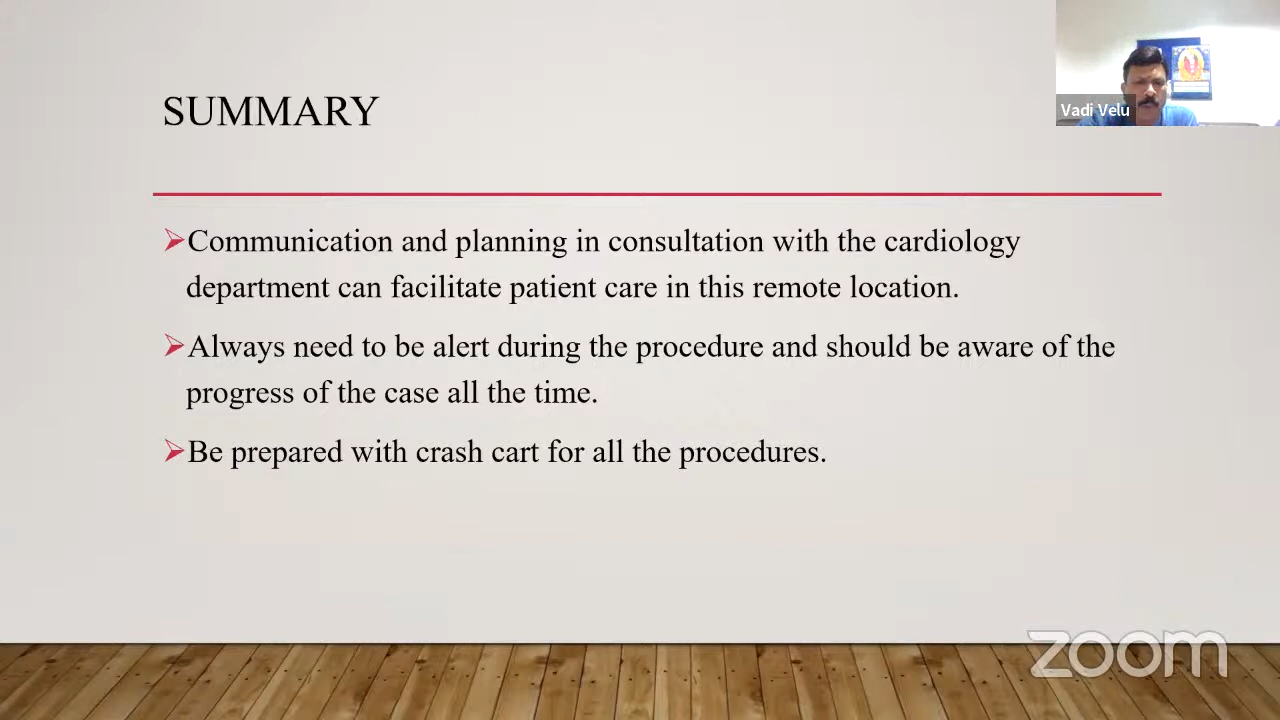 SUMMARY
Vadi Velu
➢Communication and planning in consultation with the cardiology
department can facilitate patient care in this remote location.
➢Always need to be alert during the procedure and should be aware of the
progress of the case all the time.
➢Be prepared with crash cart for all the procedures.
zoom